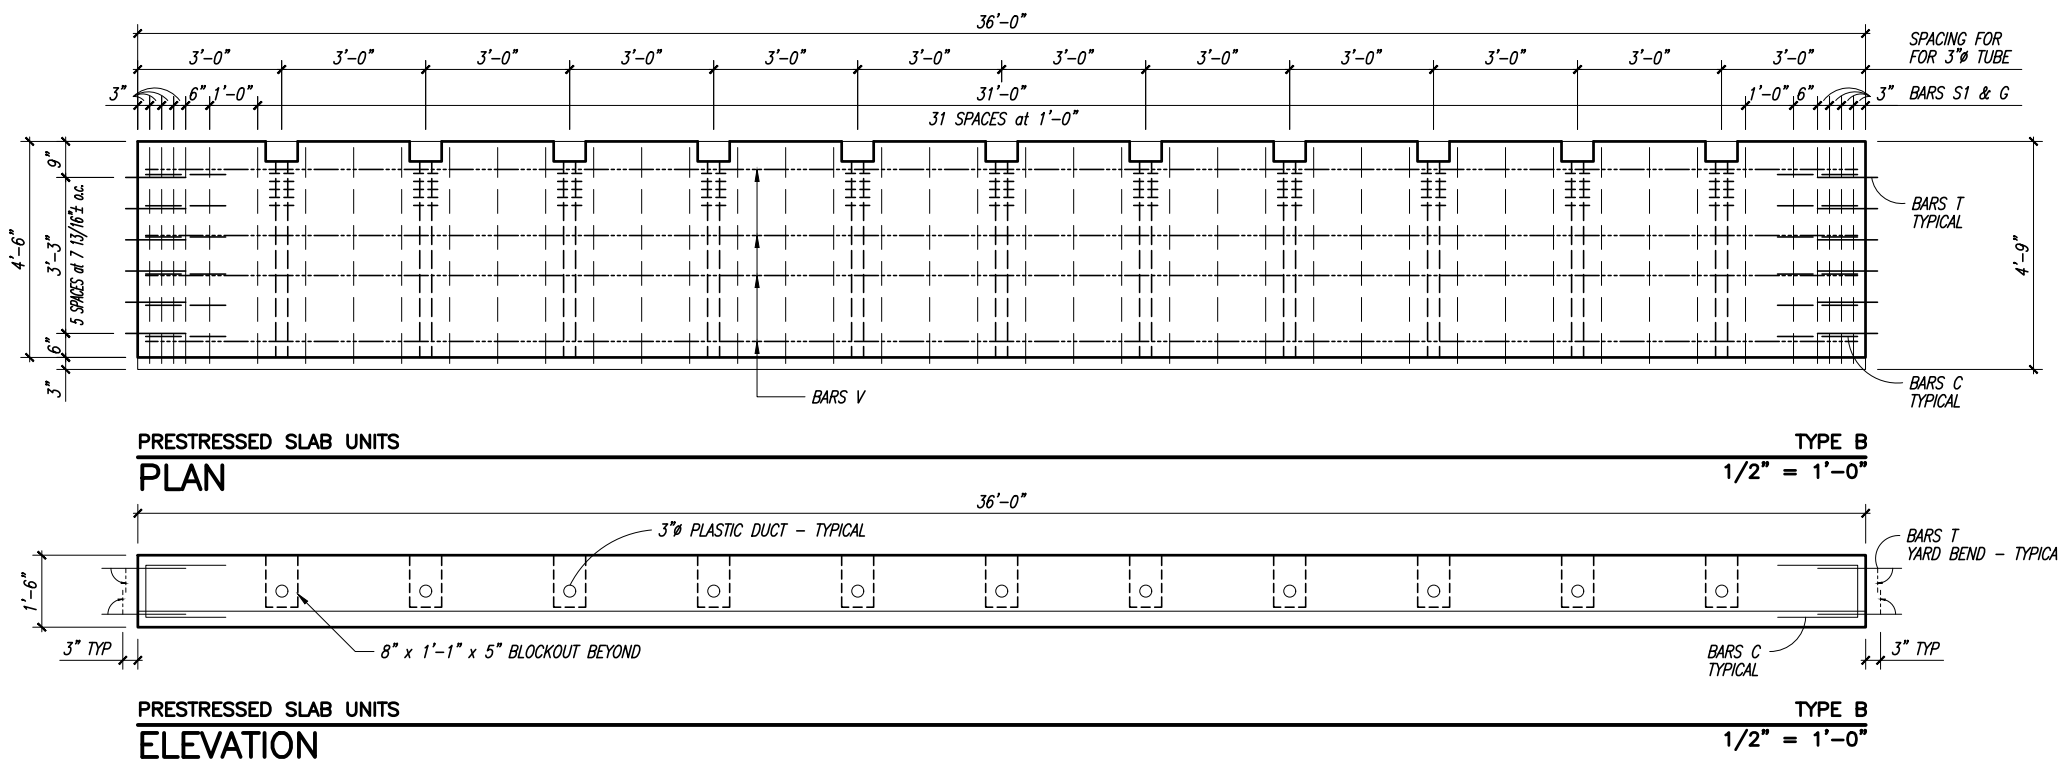 36'-0"
SPACING FOR
FOR 3"ø TUBE
3'-0" 3'-0" 3'-0" 3'-0" 3'-0" 3'-0" 3'-0" 3'-0" 3'-0" 3'-0" 3'-0" 3'-0"
3" 6" 1'-0" 31'-0" 1'-0" 6" 3" BARS S1 & G
31 SPACES at 1'-0"
4'-6"
9"
3'-3"
5 SPACES at 7 13/16"± o.c.
6"
3"
BARS T
TYPICAL
4'-9"
BARS V
BARS C
TYPICAL
PRESTRESSED SLAB UNITS TYPE B
PLAN 1/2" = 1'-0"
36'-0"
3"ø PLASTIC DUCT - TYPICAL
BARS T
YARD BEND - TYPICA
1'-6"
3" TYP
8" x 1'-1" x 5" BLOCKOUT BEYOND
BARS C
TYPICAL
3" TYP
PRESTRESSED SLAB UNITS TYPE B
ELEVATION 1/2" = 1'-0"